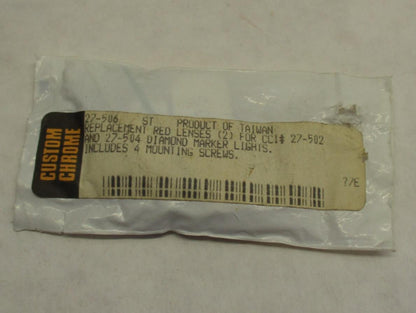 CUSTOM
CHROME
27-506 ST PRODUCT OF TAIWAN
REPLACEMENT RED LENSES (2) FOR CCI# 27-502
AND 27-504 DIAMOND MARKER LIGHTS.
INCLUDES 4 MOUNTING SCREWS.
7